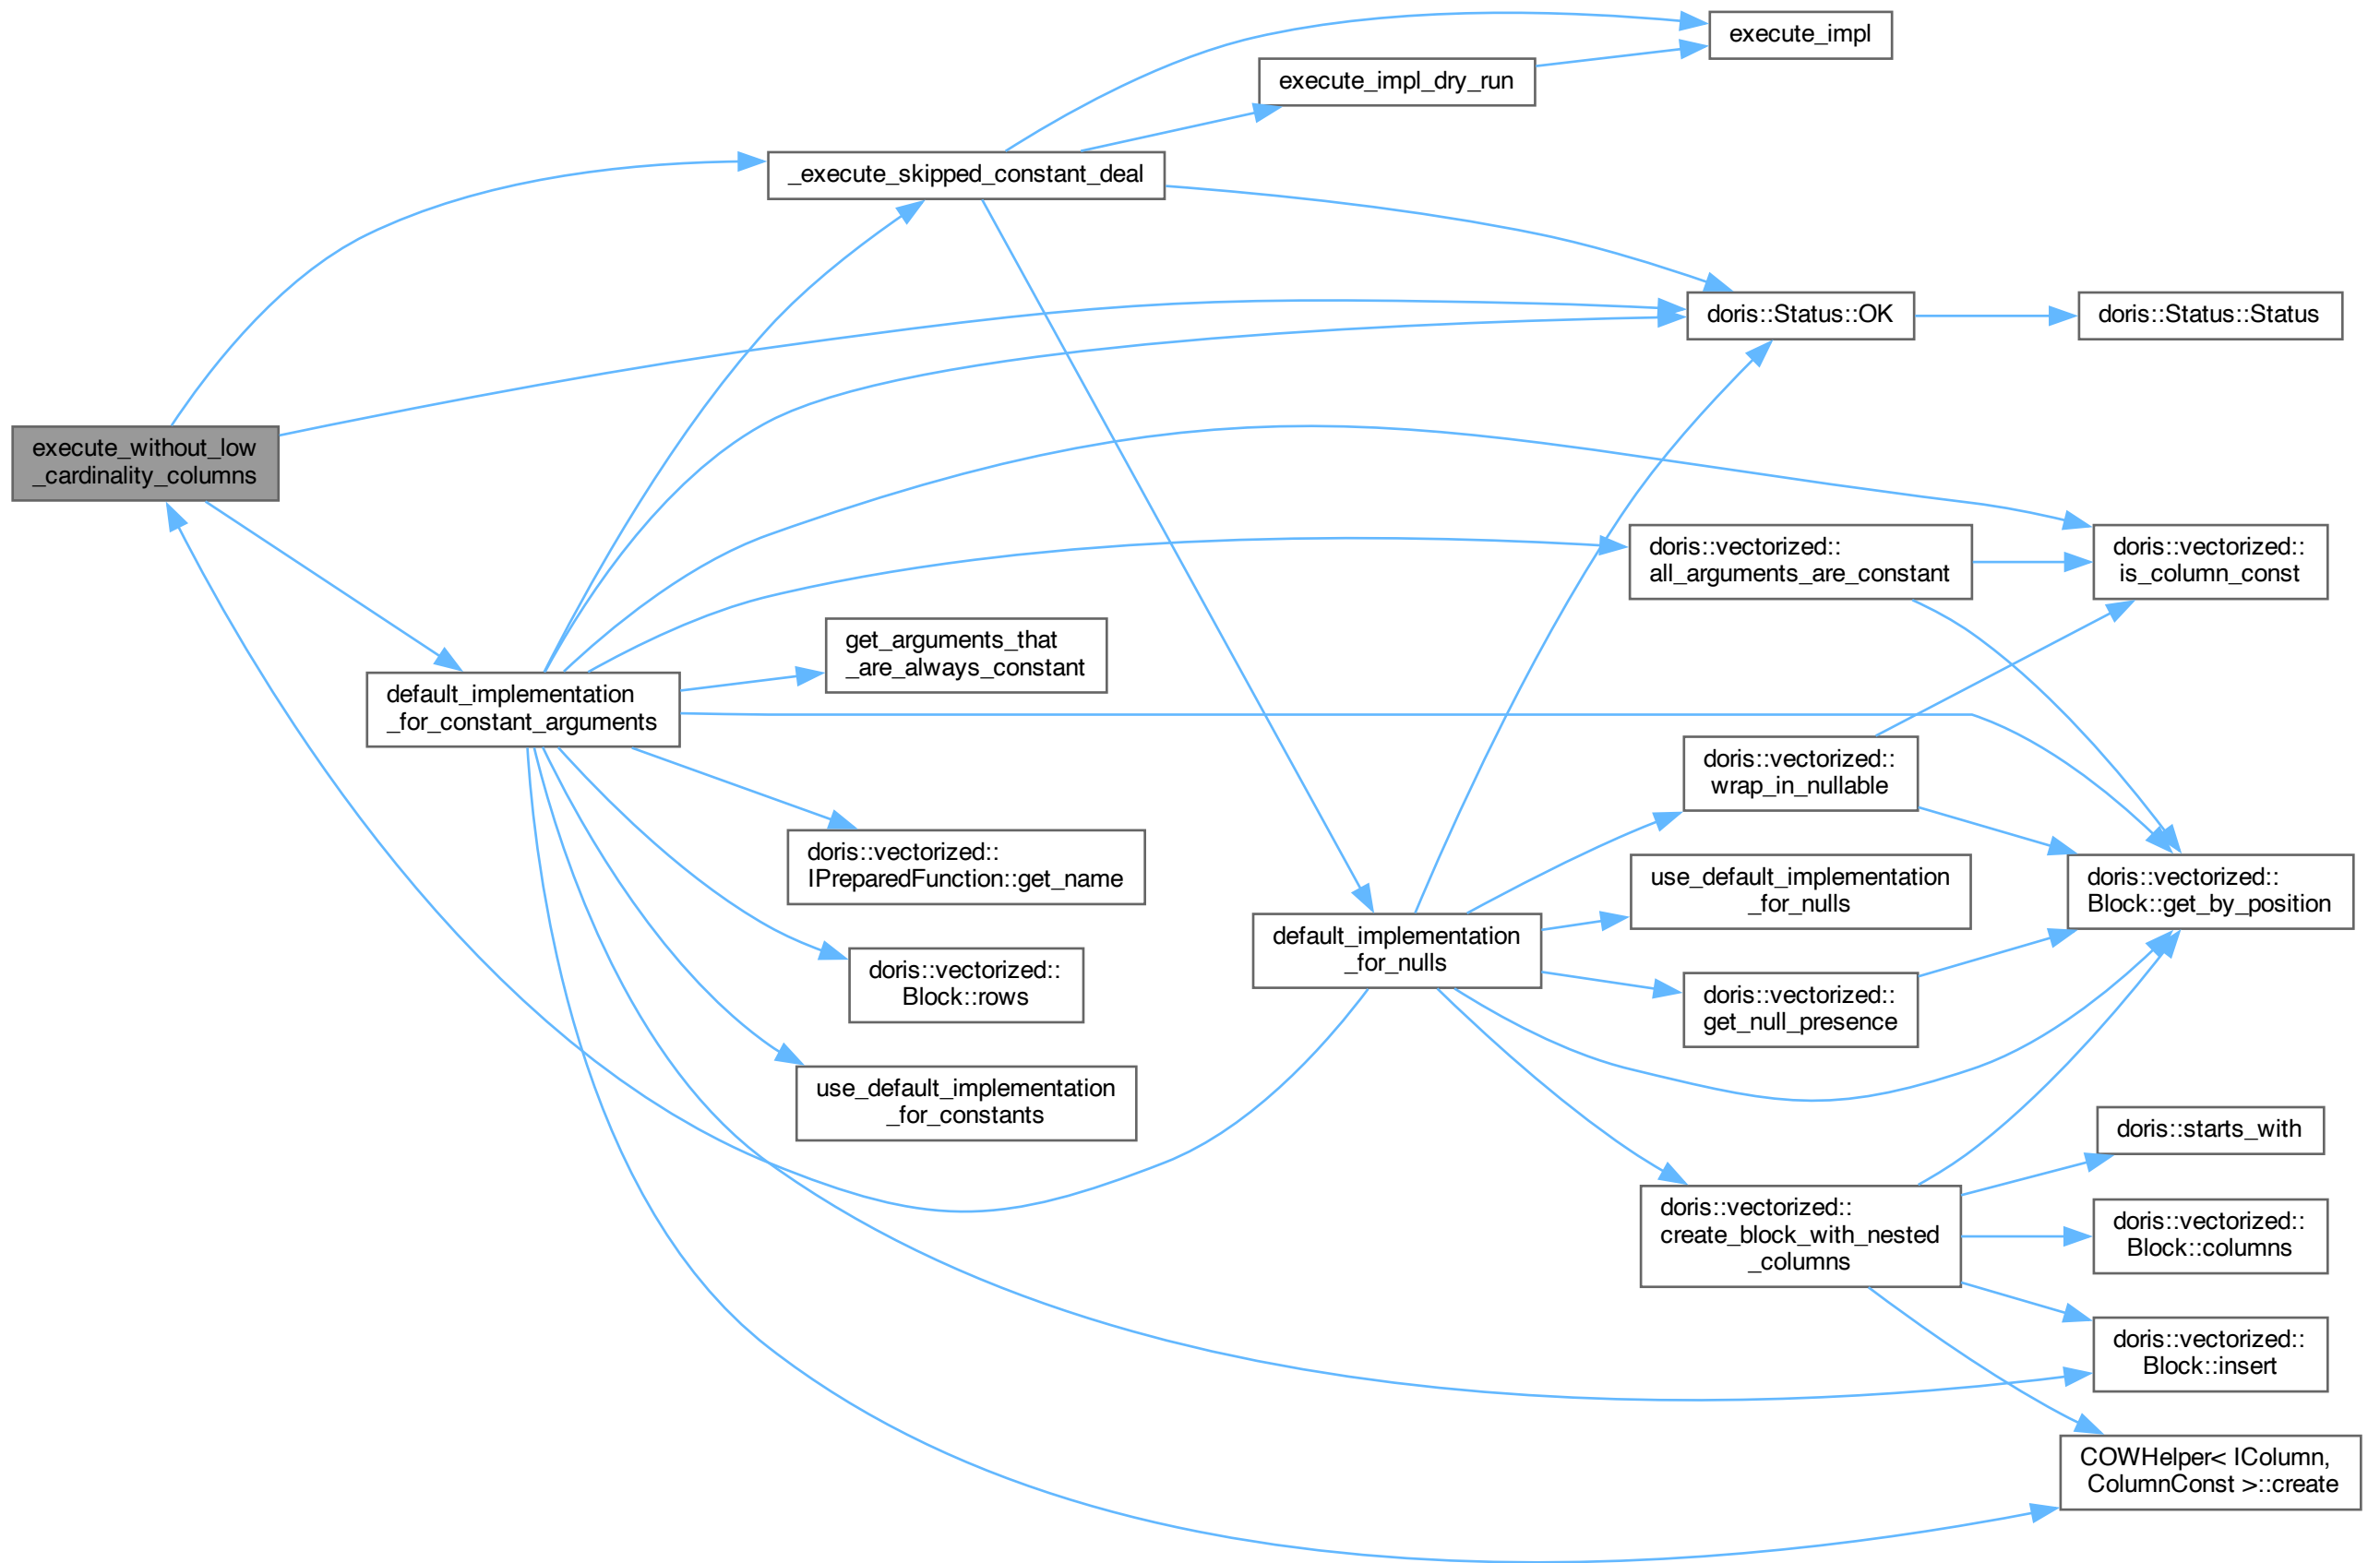 execute_impl
execute_impl_dry_run
_execute_skipped_constant_deal
doris::Status::OK
doris::Status::Status
execute_without_low
_cardinality_columns
doris::vectorized::
all_arguments_are_constant
doris::vectorized::
is_column_const
get_arguments_that
_are_always_constant
default_implementation
_for_constant_arguments
doris::vectorized::
wrap_in_nullable
doris::vectorized::
IPreparedFunction::get_name
use_default_implementation
_for_nulls
doris::vectorized::
Block::get_by_position
default_implementation
_for_nulls
doris::vectorized::
Block::rows
doris::vectorized::
get_null_presence
use_default_implementation
_for_constants
doris::starts_with
doris::vectorized::
create_block_with_nested
_columns
doris::vectorized::
Block::columns
doris::vectorized::
Block::insert
COWHelper< IColumn,
ColumnConst >::create